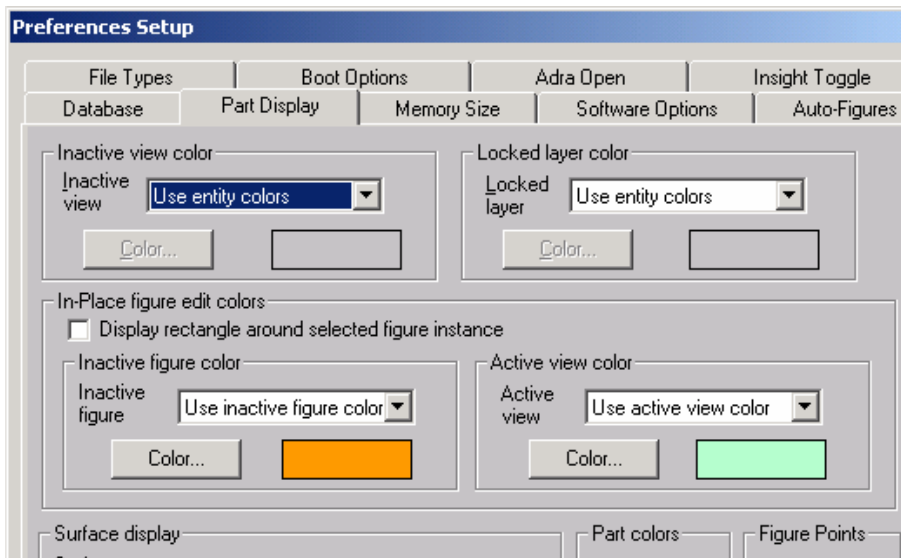 Preferences Setup
File Types Boot Options Adra Open Insight Toggle
Database Part Display Memory Size Software Options Auto-Figures
Inactive view color Locked layer color
Inactive view Use entity colors Locked layer Use entity colors
Color... Color...
In-Place figure edit colors
Display rectangle around selected figure instance
Inactive figure color Active view color
Inactive figure Use inactive figure color Active view Use active view color
Color... Color...
Surface display Part colors Figure Points